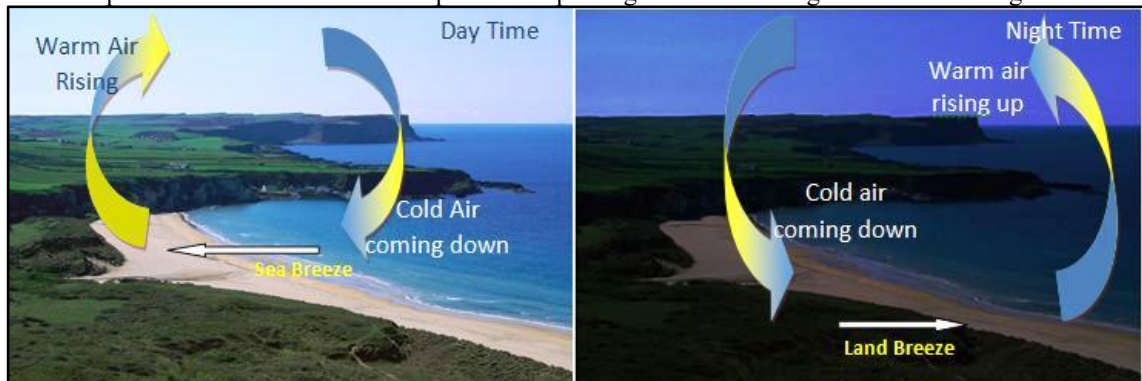 Warm Air
Rising
Day Time
Cold Air
coming down
Sea Breeze
Night Time
Warm air
rising up
Cold air
coming down
Land Breeze